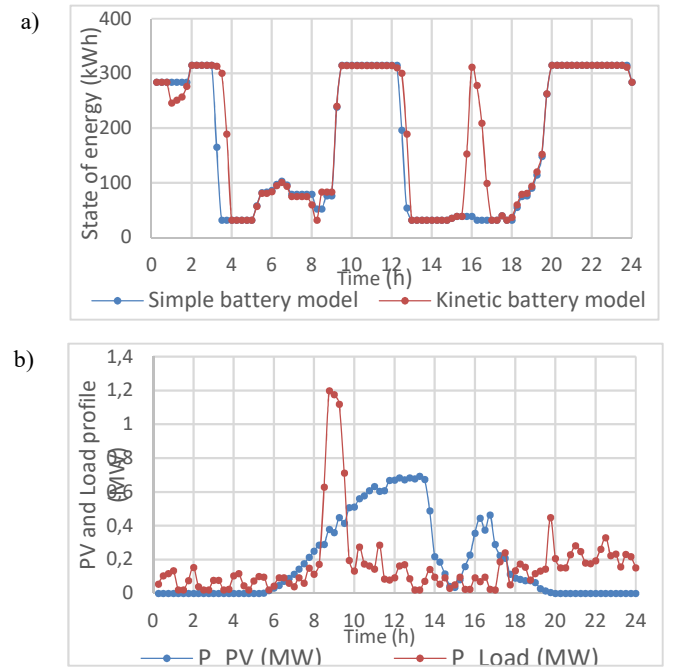 a)
400
300
200
100
0
State of energy (kWh)
0 2 4 6 8 10 12 14 16 18 20 22 24
Time (h)
Simple battery model Kinetic battery model
b)
1,4
1,2
1
0,8
0,6
0,4
0,2
0
PV and Load profile
(MW)
0 2 4 6 8 10 12 14 16 18 20 22 24
Time (h)
P_PV (MW) P_Load (MW)